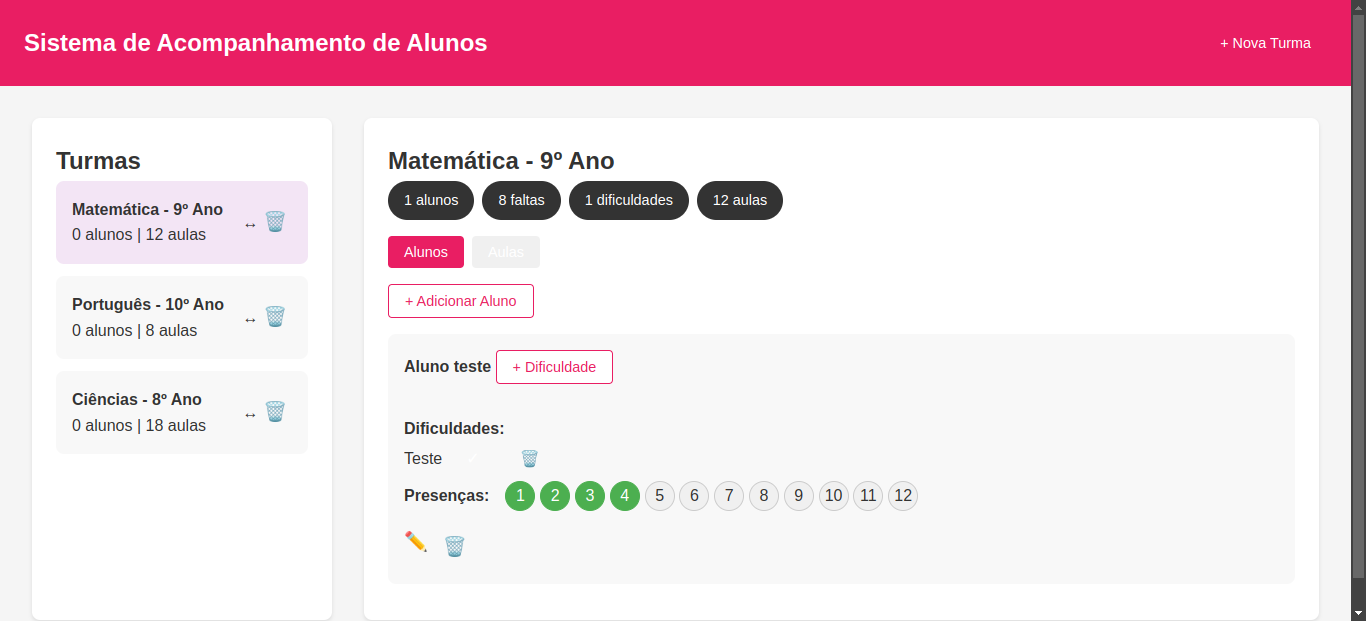 Sistema de Acompanhamento de Alunos
+ Nova Turma
Turmas
Matemática - 9º Ano
0 alunos | 12 aulas
↔
Português - 10º Ano
0 alunos | 8 aulas
↔
Ciências - 8º Ano
0 alunos | 18 aulas
↔
Matemática - 9º Ano
1 alunos 8 faltas 1 dificuldades 12 aulas
Alunos Aulas
+ Adicionar Aluno
Aluno teste + Dificuldade
Dificuldades:
Teste ✓
Presenças: 1 2 3 4 5 6 7 8 9 10 11 12